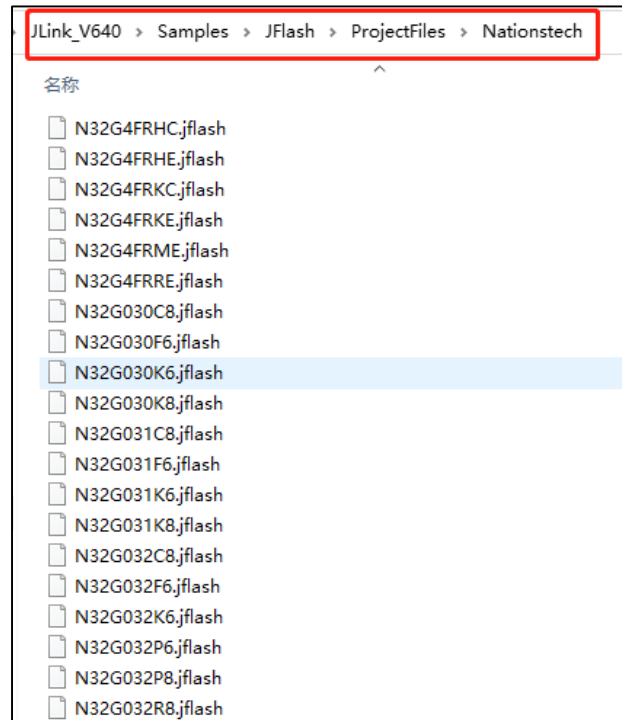 JLink_V640 › Samples › JFlash › ProjectFiles › Nationstech
名称
N32G4FRHC.jflash
N32G4FRHE.jflash
N32G4FRKC.jflash
N32G4FRKE.jflash
N32G4FRME.jflash
N32G4FRRE.jflash
N32G030C8.jflash
N32G030F6.jflash
N32G030K6.jflash
N32G030K8.jflash
N32G031C8.jflash
N32G031F6.jflash
N32G031K6.jflash
N32G031K8.jflash
N32G032C8.jflash
N32G032F6.jflash
N32G032K6.jflash
N32G032P6.jflash
N32G032P8.jflash
N32G032R8.jflash